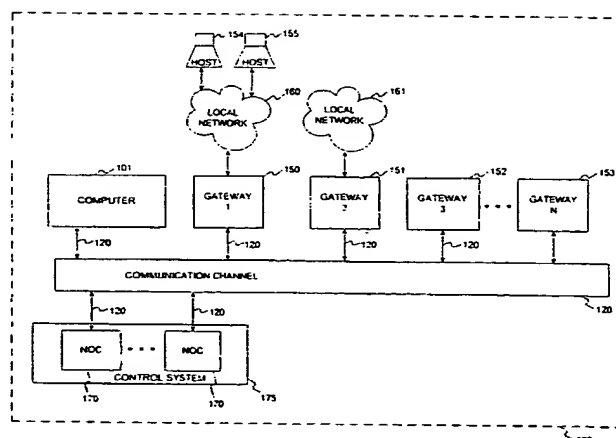 154
155
HOST
HOST
160
161
LOCAL
NETWORK
LOCAL
NETWORK
101
150
151
152
153
COMPUTER
GATEWAY
1
GATEWAY
2
GATEWAY
3
GATEWAY
N
120
120
120
120
COMMUNICATION CHANNEL
120
120
120
NOC
NOC
CONTROL SYSTEM
175
170
170